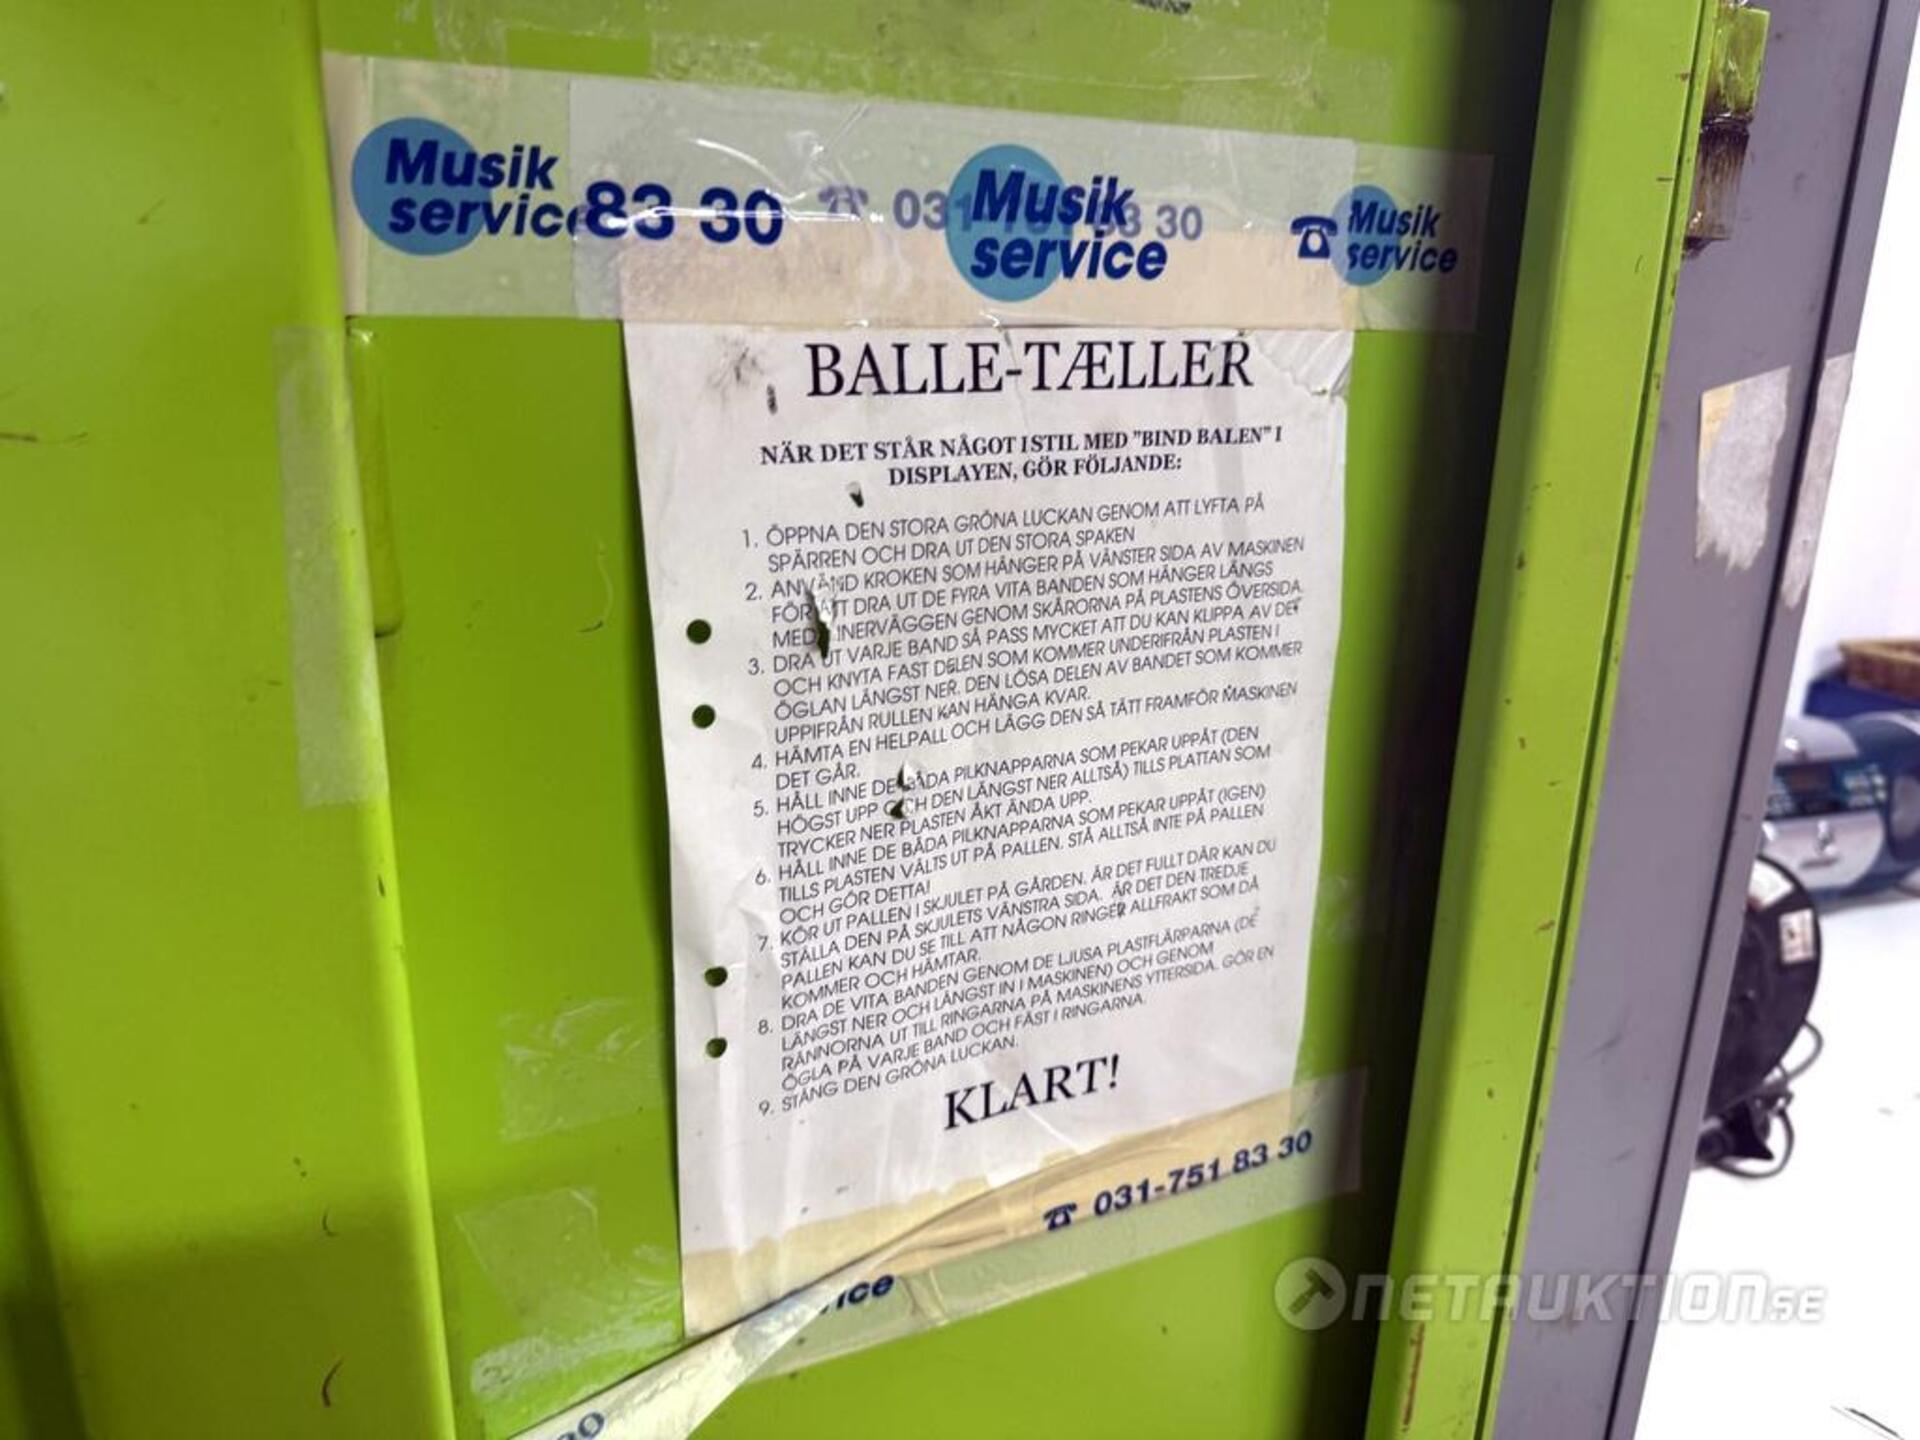 Musik
service
83 30
Musik
service
83 30
Musik
service
BALLE-TÆLLER
NÄR DET STÅR NÅGOT I STIL MED "BIND BALEN" I
DISPLAYEN, GÖR FÖLJANDE:
1. ÖPPNA DEN STORA GRÖNA LUCKAN GENOM ATT LYFTA PÅ
SPÄRREN OCH DRA UT DEN STORA SPAKEN
2. ANVÄND KROKEN SOM HÄNGER PÅ VÄNSTER SIDA AV MASKINEN
FÖR ATT DRA UT DE FYRA VITA BANDEN SOM HÄNGER LÄNGS
MED INERVÄGGEN GENOM SKÅRORNA PÅ PLASTENS ÖVERSIDA.
3. DRA UT VARJE BAND SÅ PASS MYCKET ATT DU KAN KLIPPA AV DET
OCH KNYTA FAST DELEN SOM KOMMER UNDERIFRÅN PLASTEN I
ÖGLAN LÄNGST NER. DEN LÖSA DELEN AV BANDET SOM KOMMER
UPPIFRÅN RULLEN KAN HÄNGA KVAR.
4. HÄMTA EN HELPALL OCH LÄGG DEN SÅ TÄTT FRAMFÖR MASKINEN
DET GÅR.
5. HÅLL INNE DE BÅDA PILKNAPPARNA SOM PEKAR UPPÅT (DEN
HÖGST UPP OCH DEN LÄNGST NER ALLTSÅ) TILLS PLATTAN SOM
TRYCKER NER PLASTEN ÅKT ÄNDA UPP.
6. HÅLL INNE DE BÅDA PILKNAPPARNA SOM PEKAR UPPÅT (IGEN)
TILLS PLASTEN VÄLTS UT PÅ PALLEN. STÅ ALLTSÅ INTE PÅ PALLEN
OCH GÖR DETTA!
7. KÖR UT PALLEN I SKJULET PÅ GÅRDEN. ÄR DET FULLT DÄR KAN DU
STÄLLA DEN PÅ SKJULETS VÄNSTRA SIDA. ÄR DET DEN TREDJE
PALLEN KAN DU SE TILL ATT NÅGON RINGER ALLFRAKT SOM DÅ
KOMMER OCH HÄMTAR.
8. DRA DE VITA BANDEN GENOM DE LJUSA PLASTFLÄRPARNA (DE
LÄNGST NER OCH LÄNGST IN I MASKINEN) OCH GENOM
RÄNNORNA UT TILL RINGARNA PÅ MASKINENS YTTERSIDA. GÖR EN
ÖGLA PÅ VARJE BAND OCH FÄST I RINGARNA.
9. STÄNG DEN GRÖNA LUCKAN.
KLART!
☎ 031-751 83 30
NETAUKTION.SE